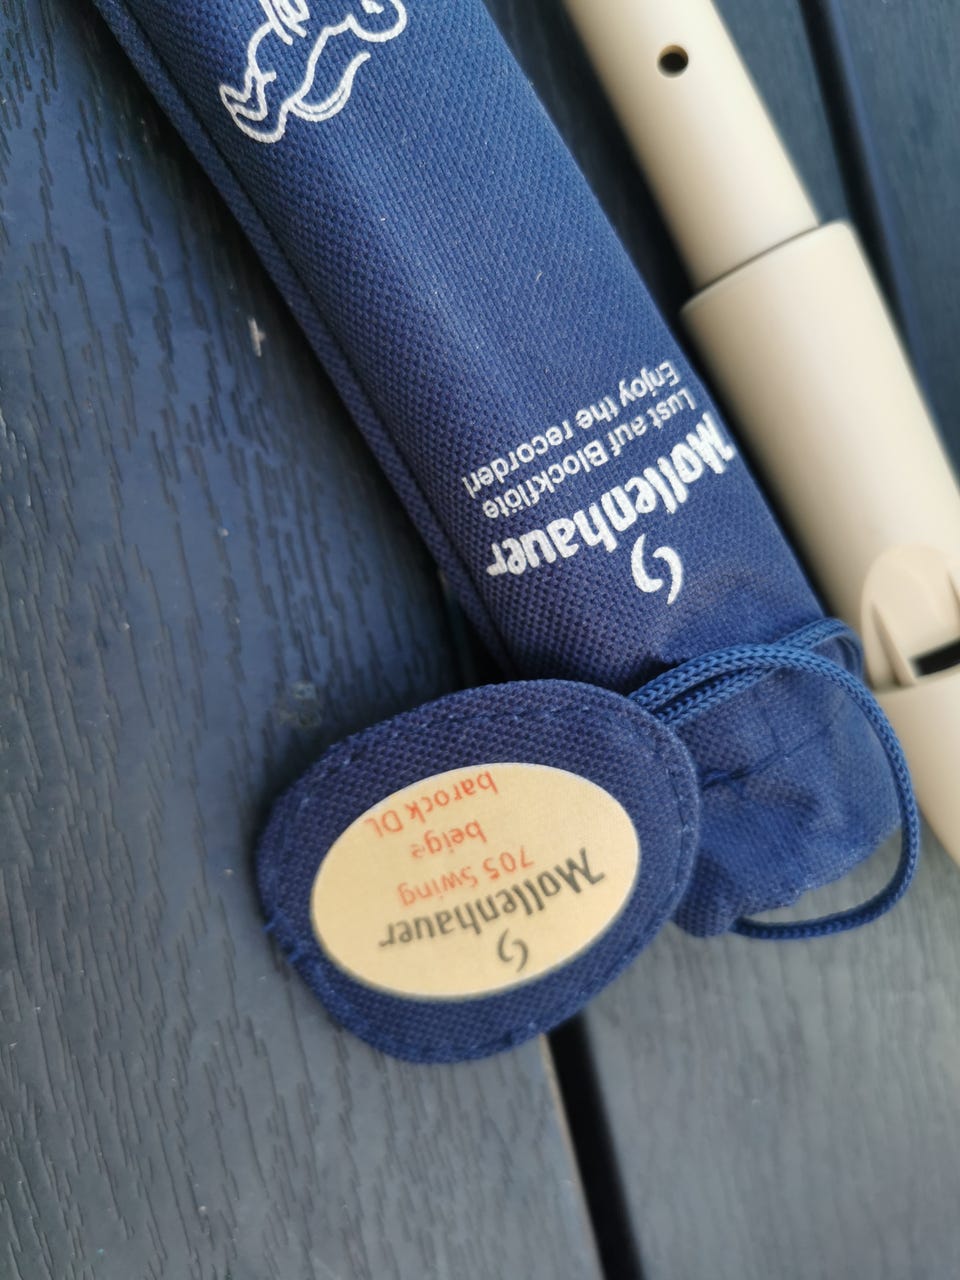 Mollenhauer
Lust auf Blockflöte
Enjoy the recorder!
Mollenhauer
705 Swing
beige
barock DL